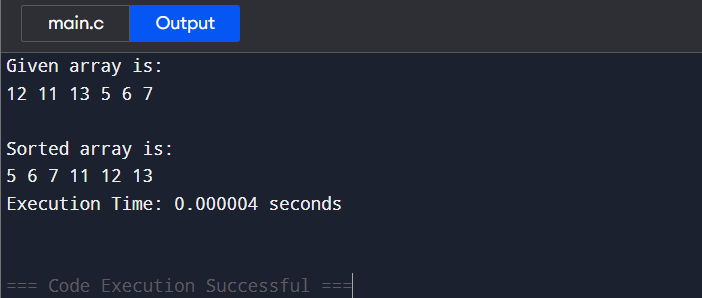 main.c Output
Given array is:
12 11 13 5 6 7
Sorted array is:
5 6 7 11 12 13
Execution Time: 0.000004 seconds
=== Code Execution Successful ===